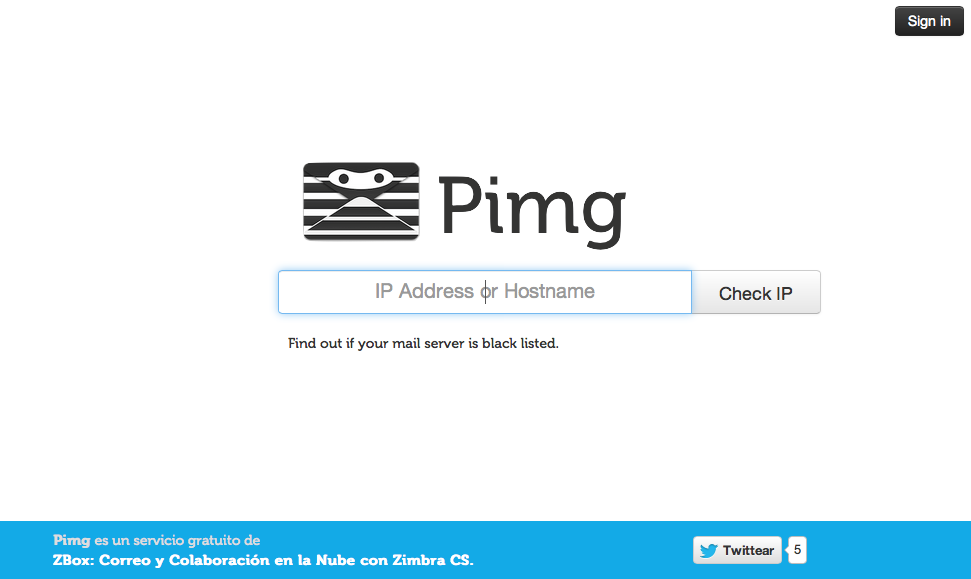 Sign in
Pimg
IP Address or Hostname
Check IP
Find out if your mail server is black listed.
Pimg es un servicio gratuito de
ZBox: Correo y Colaboración en la Nube con Zimbra CS.
Twittear
5